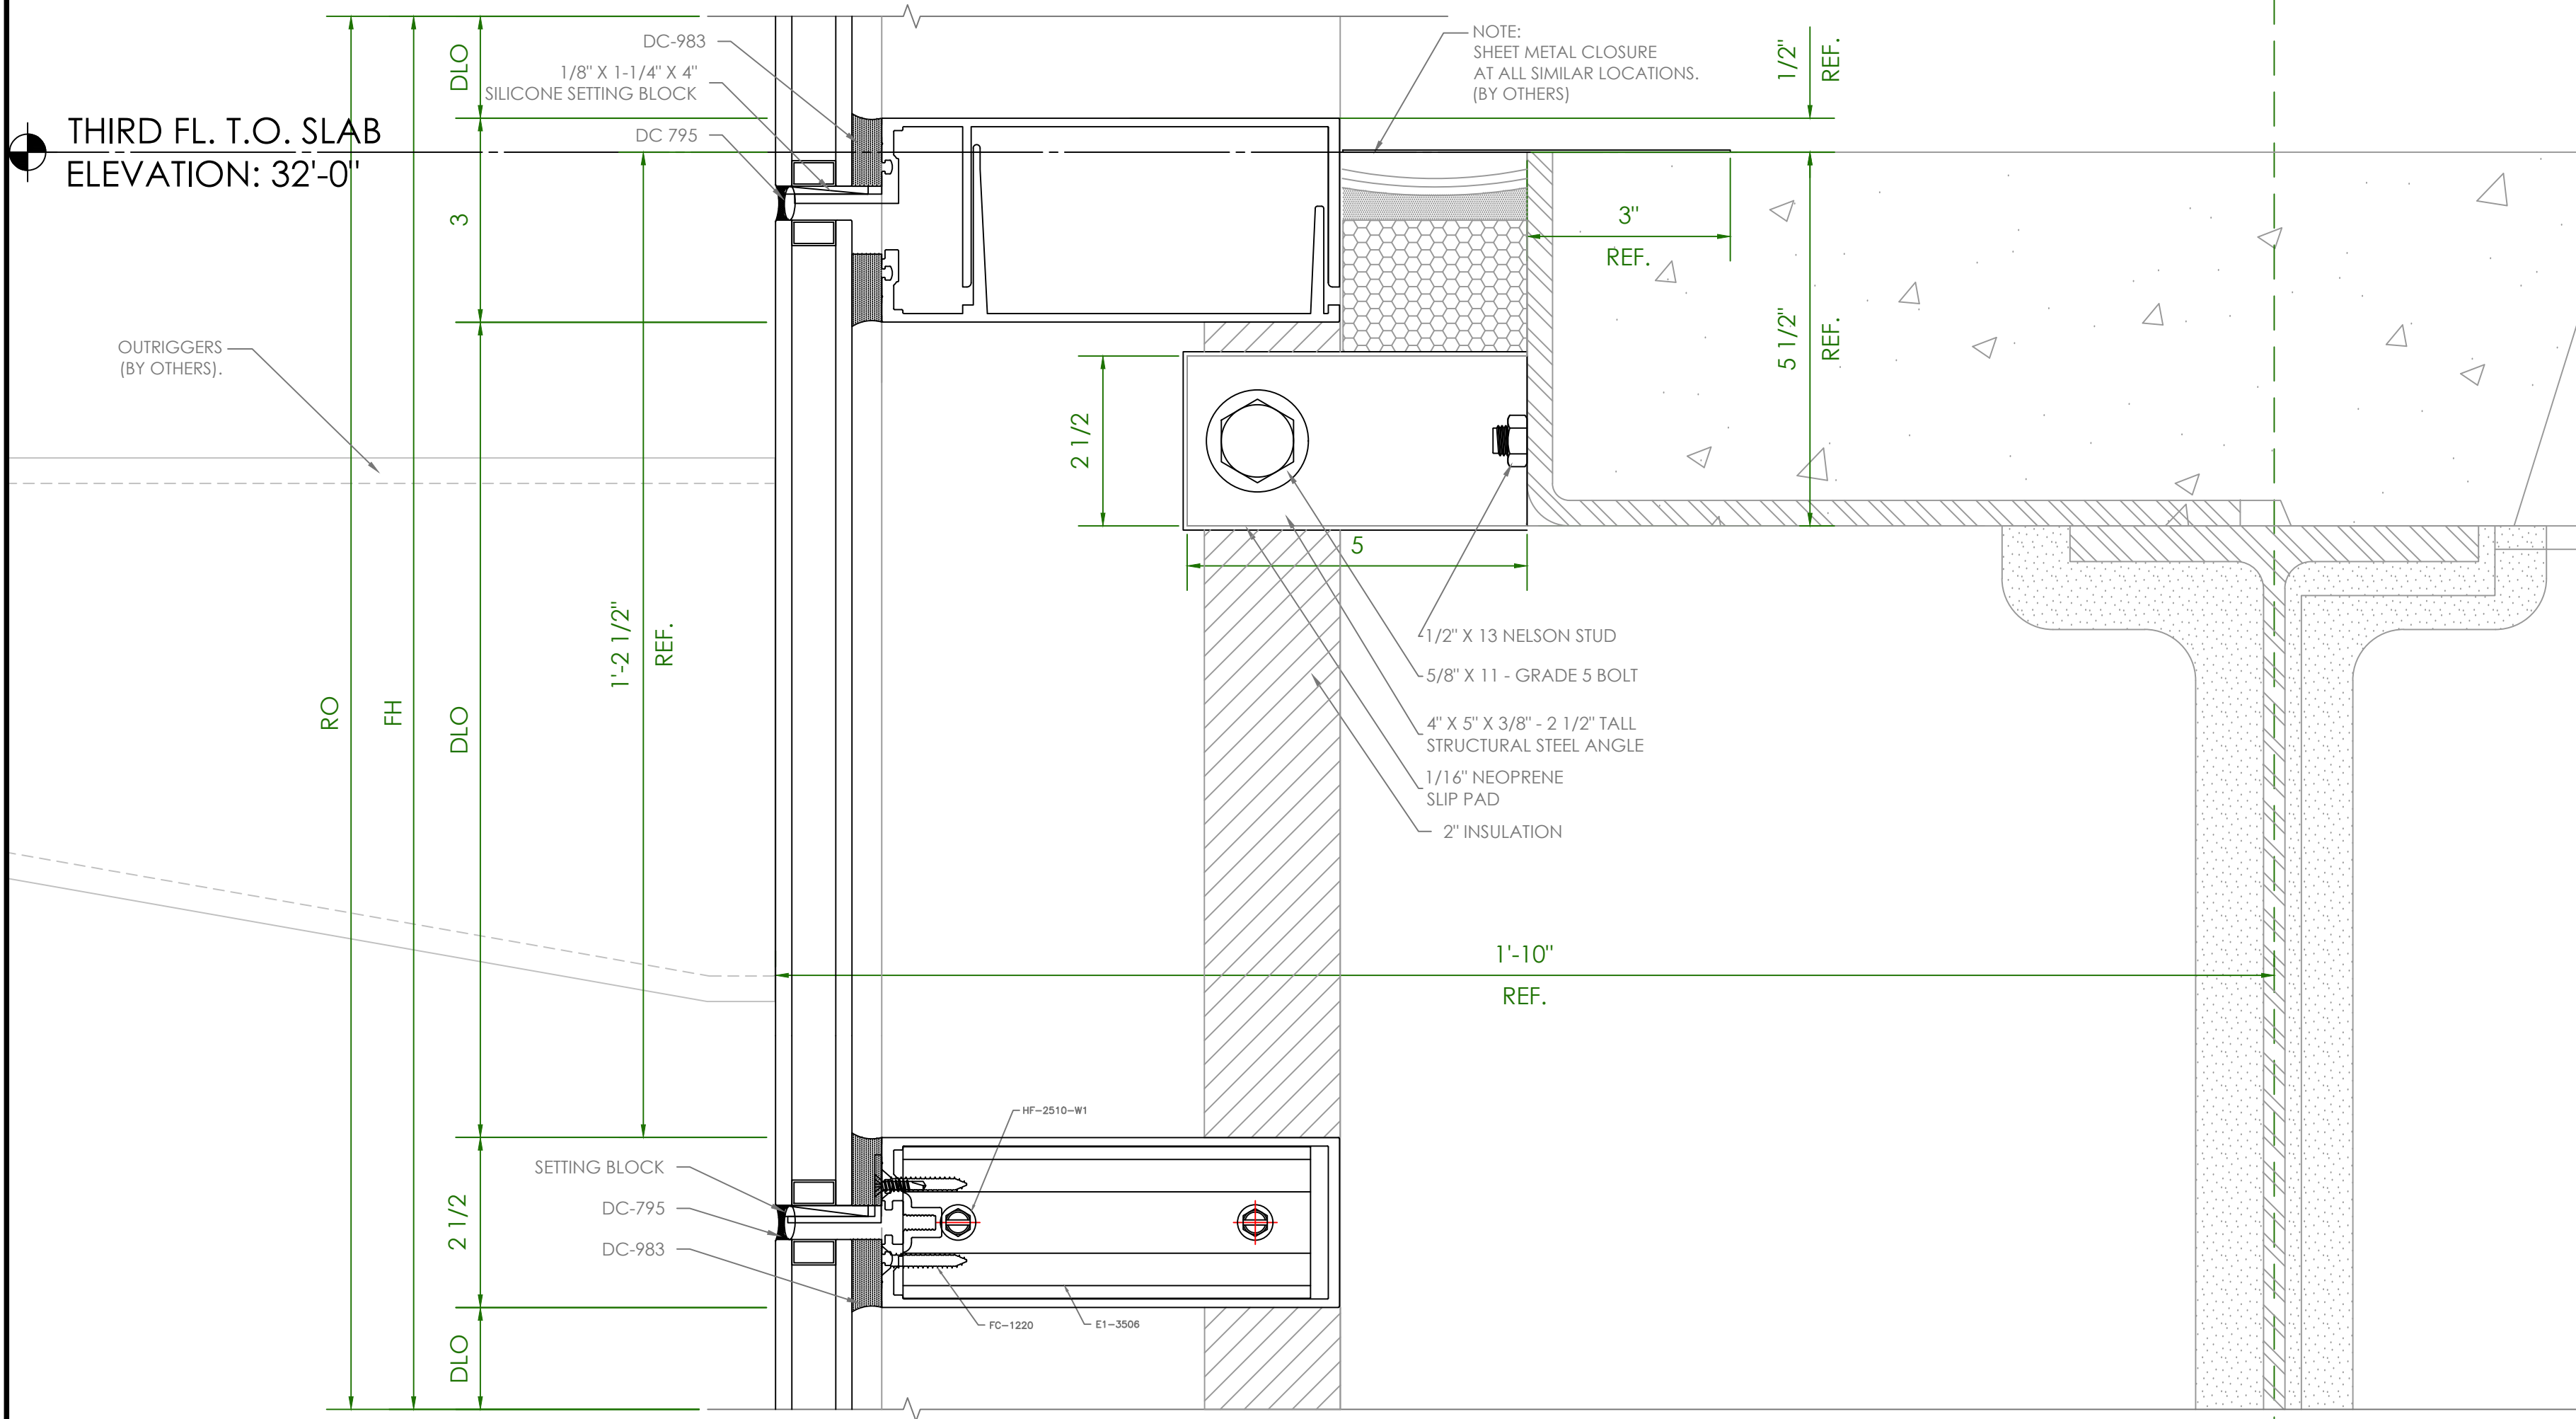 DC-983
1/8" X 1-1/4" X 4"
SILICONE SETTING BLOCK
DC 795
THIRD FL. T.O. SLAB
ELEVATION: 32'-0"
NOTE:
SHEET METAL CLOSURE
AT ALL SIMILAR LOCATIONS.
(BY OTHERS)
1/2"
REF.
DLO
3
3"
REF.
5 1/2"
REF.
OUTRIGGERS
(BY OTHERS).
2 1/2
5
1'-2 1/2"
REF.
RO
FH
DLO
1/2" X 13 NELSON STUD
5/8" X 11 - GRADE 5 BOLT
4" X 5" X 3/8" - 2 1/2" TALL
STRUCTURAL STEEL ANGLE
1/16" NEOPRENE
SLIP PAD
2" INSULATION
1'-10"
REF.
HF-2510-W1
SETTING BLOCK
DC-795
DC-983
2 1/2
FC-1220
E1-3506
DLO